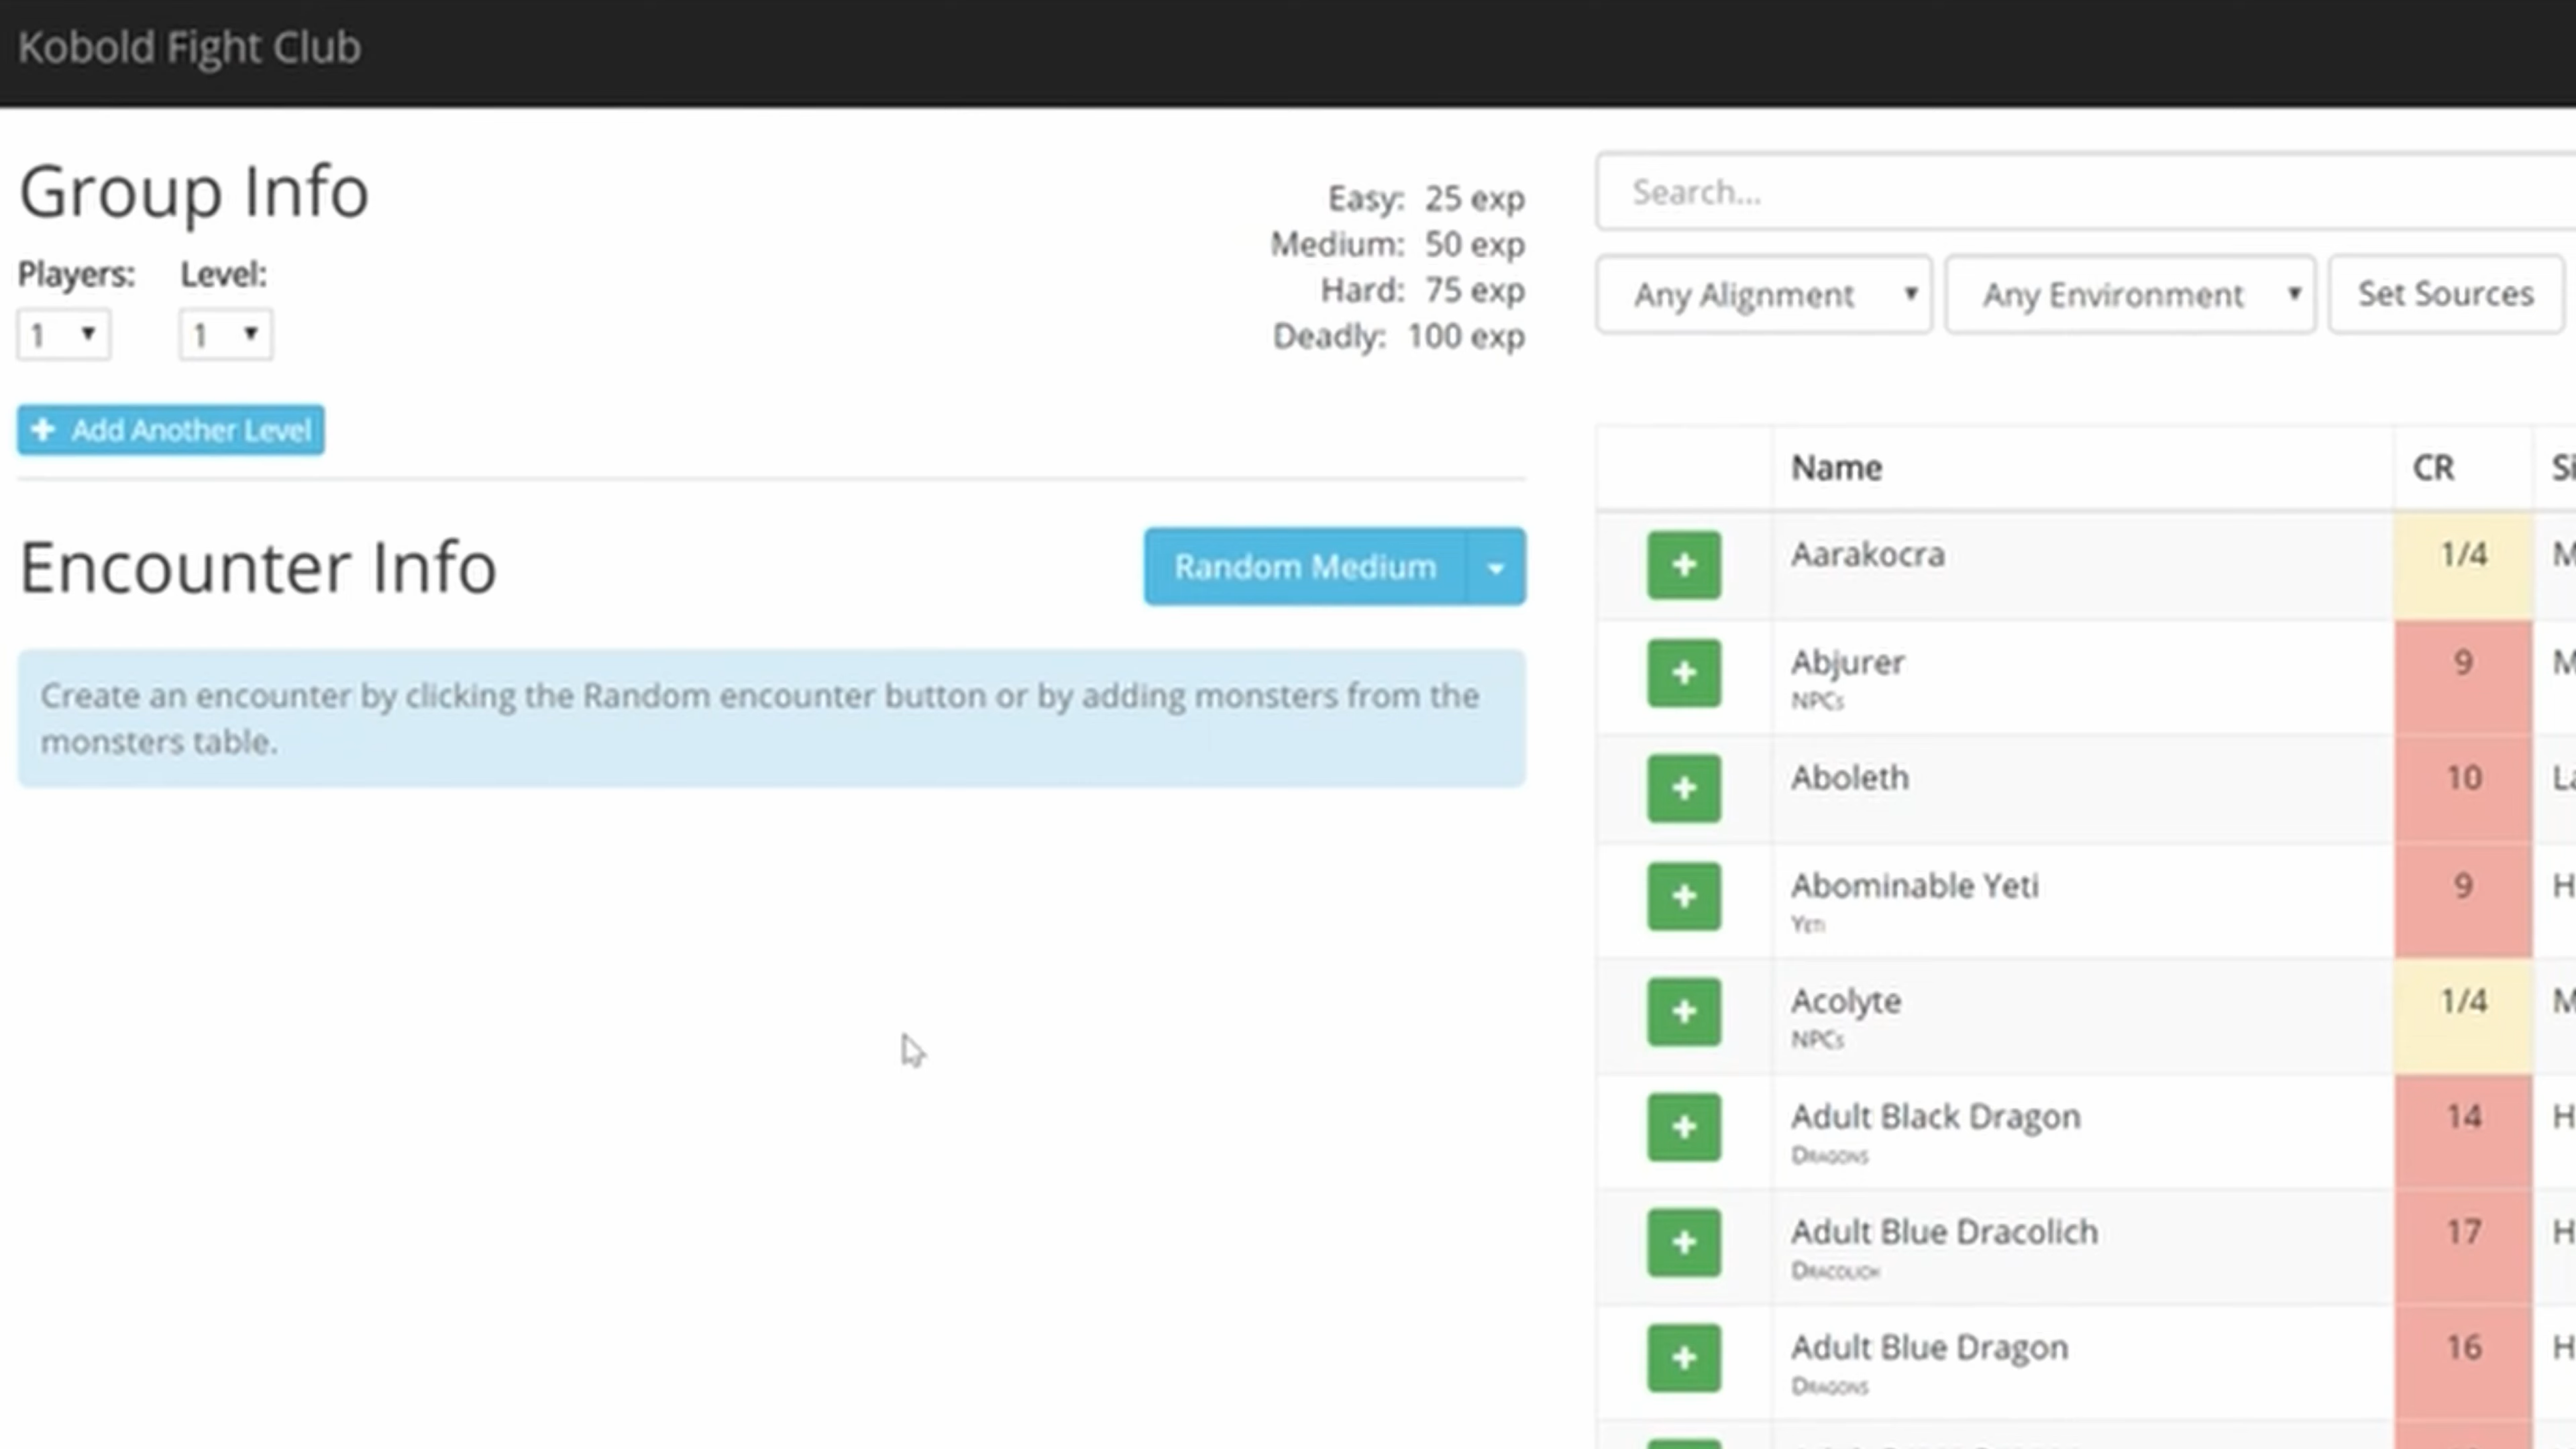 Kobold Fight Club
Group Info
Players: Level:
1 1
Easy: 25 exp
Medium: 50 exp
Hard: 75 exp
Deadly: 100 exp
+ Add Another Level
Encounter Info
Random Medium
Create an encounter by clicking the Random encounter button or by adding monsters from the
monsters table.
Search...
Any Alignment Any Environment Set Sources
Name CR Si
Aarakocra 1/4 M
Abjurer 9 M
NPCs
Aboleth 10 La
Abominable Yeti 9 H
Yeti
Acolyte 1/4 M
NPCs
Adult Black Dragon 14 H
Dragons
Adult Blue Dracolich 17 H
Dracolich
Adult Blue Dragon 16 H
Dragons